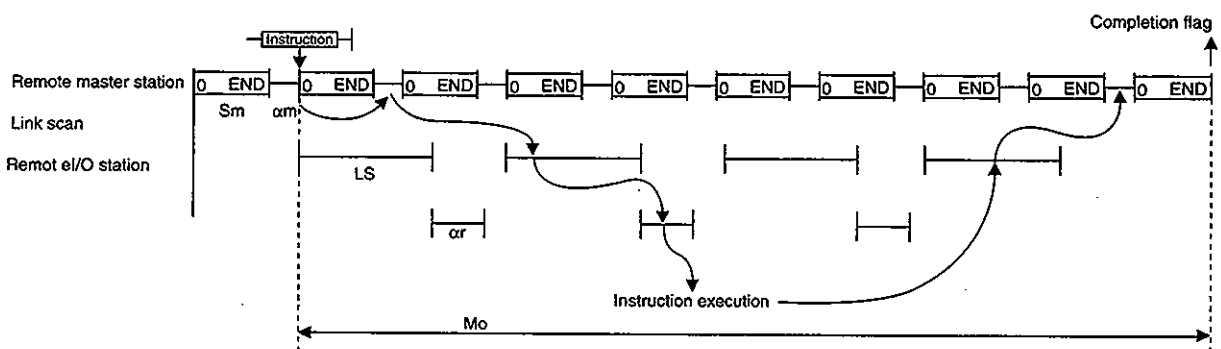 Completion flag
Instruction
Remote master station
0 END 0 END 0 END 0 END 0 END 0 END 0 END 0 END 0 END 0 END
Sm αm
Link scan
Remot eI/O station
LS
αr
Instruction execution
Mo